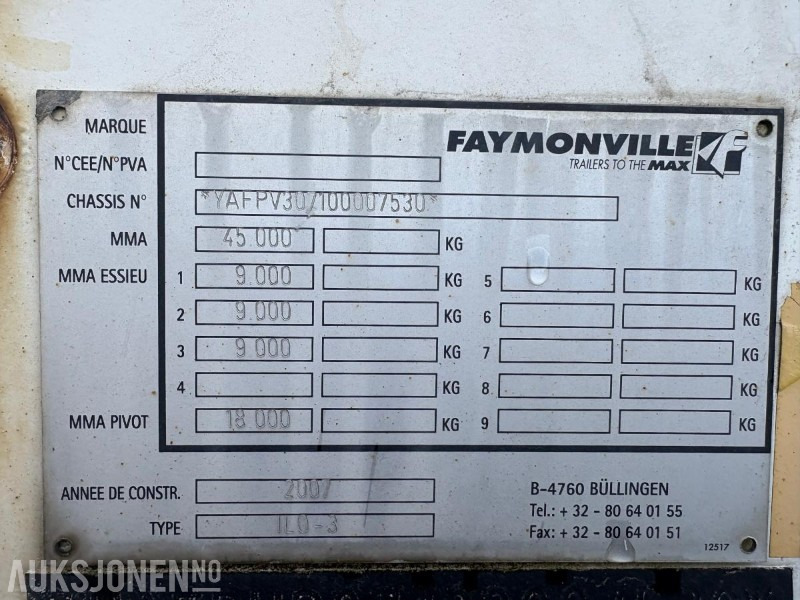 MARQUE FAYMONVILLE
TRAILERS TO THE MAX
N°CEE/N°PVA
CHASSIS N° *YAFPV30/100007530*
MMA 45.000 KG
MMA ESSIEU 1 9.000 KG 5 KG
2 9.000 KG 6 KG
3 9.000 KG 7 KG
4 KG 8 KG
MMA PIVOT 18.000 KG 9 KG
ANNEE DE CONSTR. 2007 B-4760 BÜLLINGEN
Tel.: + 32 - 80 64 01 55
TYPE Fax: + 32 - 80 64 01 51
12517
AUKSJONEN.NO